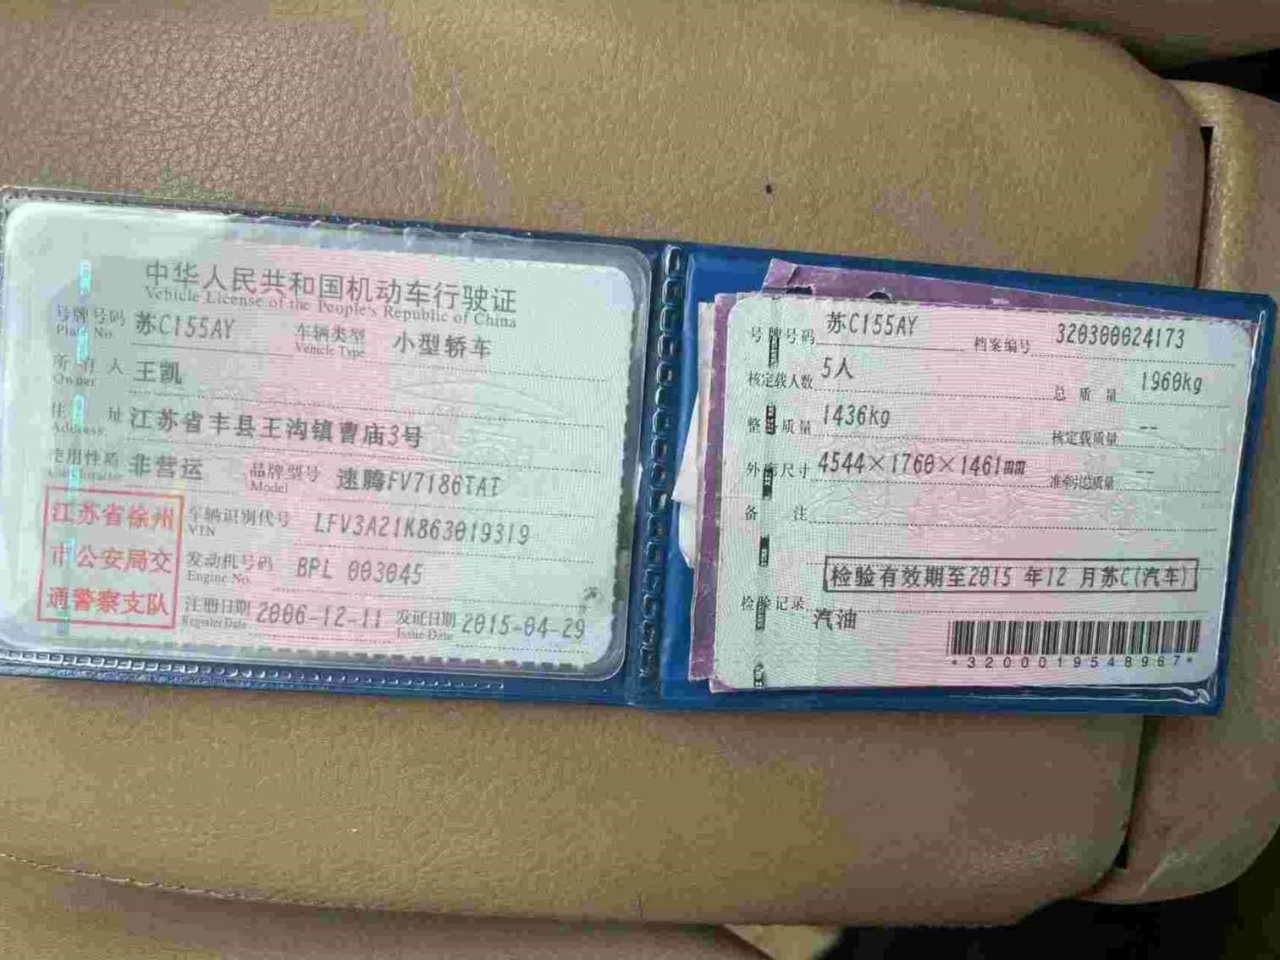 中华人民共和国机动车行驶证
Vehicle License of the People's Republic of China
号牌号码 苏C155AY 车辆类型 小型轿车
Plate No. Vehicle Type
所有人 王凯
Owner
住址 江苏省丰县王沟镇曹庙3号
Address
使用性质 非营运 品牌型号 速腾FV7186TAT
Model
江苏省徐州
市公安局交
通警察支队
车辆识别代号 LFV3A21K863019319
VIN
发动机号码 BPL 003045
Engine No.
注册日期 2006-12-11 发证日期 2015-04-29
Register Date Issue Date
号牌号码 苏C155AY 档案编号 320300024173
核定载人数 5人 总质量 1960kg
整备质量 1436kg 核定载质量 --
外廓尺寸 4544×1760×1461mm 准牵引总质量 --
备注
检验有效期至2015 年12 月苏C(汽车)
检验记录
汽油
*3200019548967*